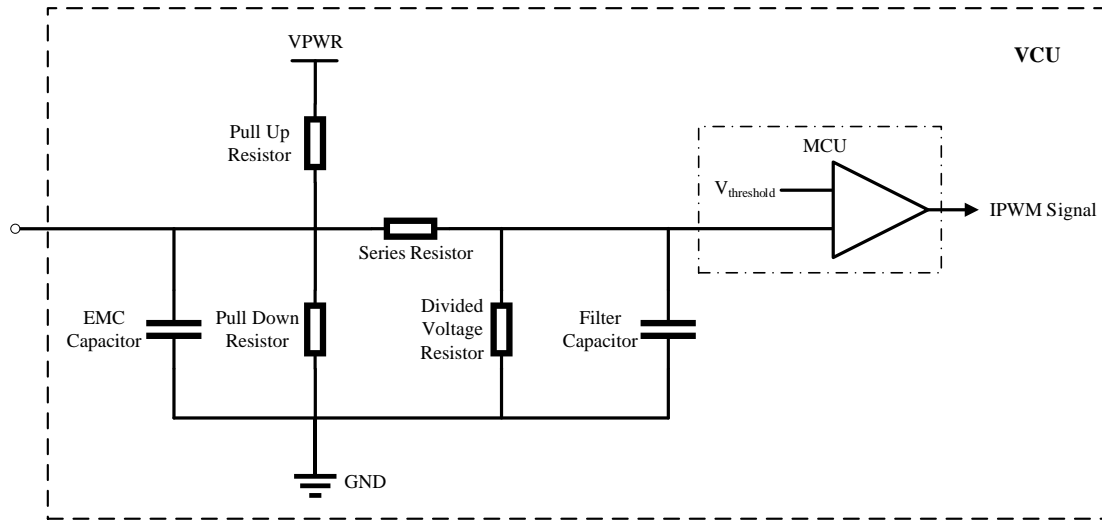 VPWR
VCU
Pull Up
Resistor
MCU
Vthreshold
IPWM Signal
Series Resistor
EMC
Capacitor
Pull Down
Resistor
Divided
Voltage
Resistor
Filter
Capacitor
GND